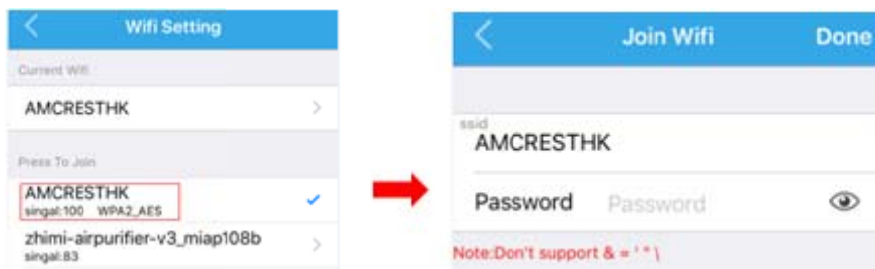 Wifi Setting
Current Wifi
AMCRESTHK
Press To Join
AMCRESTHK
singal:100 WPA2_AES
zhimi-airpurifier-v3_miap108b
singal:83
Join Wifi Done
ssid
AMCRESTHK
Password Password
Note:Don't support & = ' " \